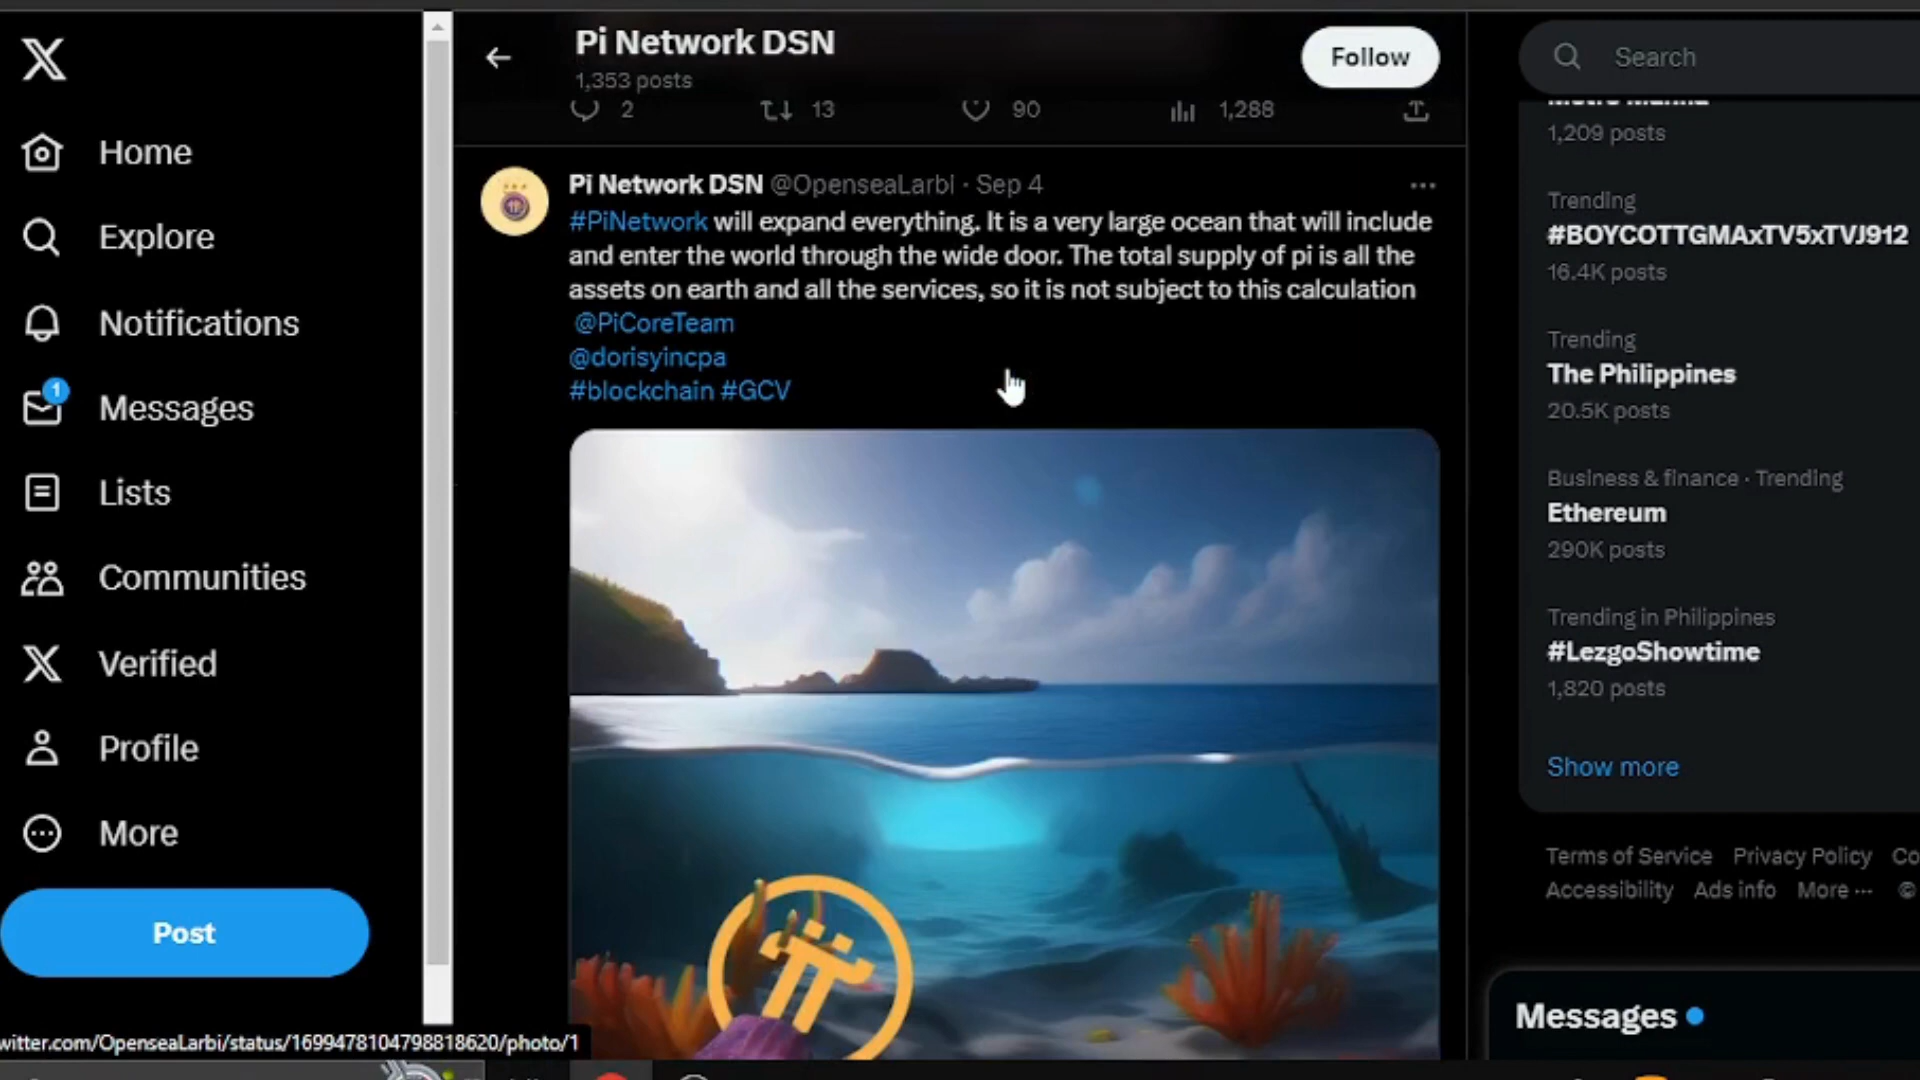 Home
Explore
Notifications
1
Messages
Lists
Communities
Verified
Profile
More
Post
witter.com/OpenseaLarbi/status/1699478104798818620/photo/1
Pi Network DSN
1,353 posts
Follow
2 13 90 1,288
Pi Network DSN @OpenseaLarbi · Sep 4
#PiNetwork will expand everything. It is a very large ocean that will include
and enter the world through the wide door. The total supply of pi is all the
assets on earth and all the services, so it is not subject to this calculation
@PiCoreTeam
@dorisyincpa
#blockchain #GCV
Search
Metro Manila
1,209 posts
Trending
#BOYCOTTGMAxTV5xTVJ912
16.4K posts
Trending
The Philippines
20.5K posts
Business & finance · Trending
Ethereum
290K posts
Trending in Philippines
#LezgoShowtime
1,820 posts
Show more
Terms of Service Privacy Policy Co
Accessibility Ads info More ··· ©
Messages